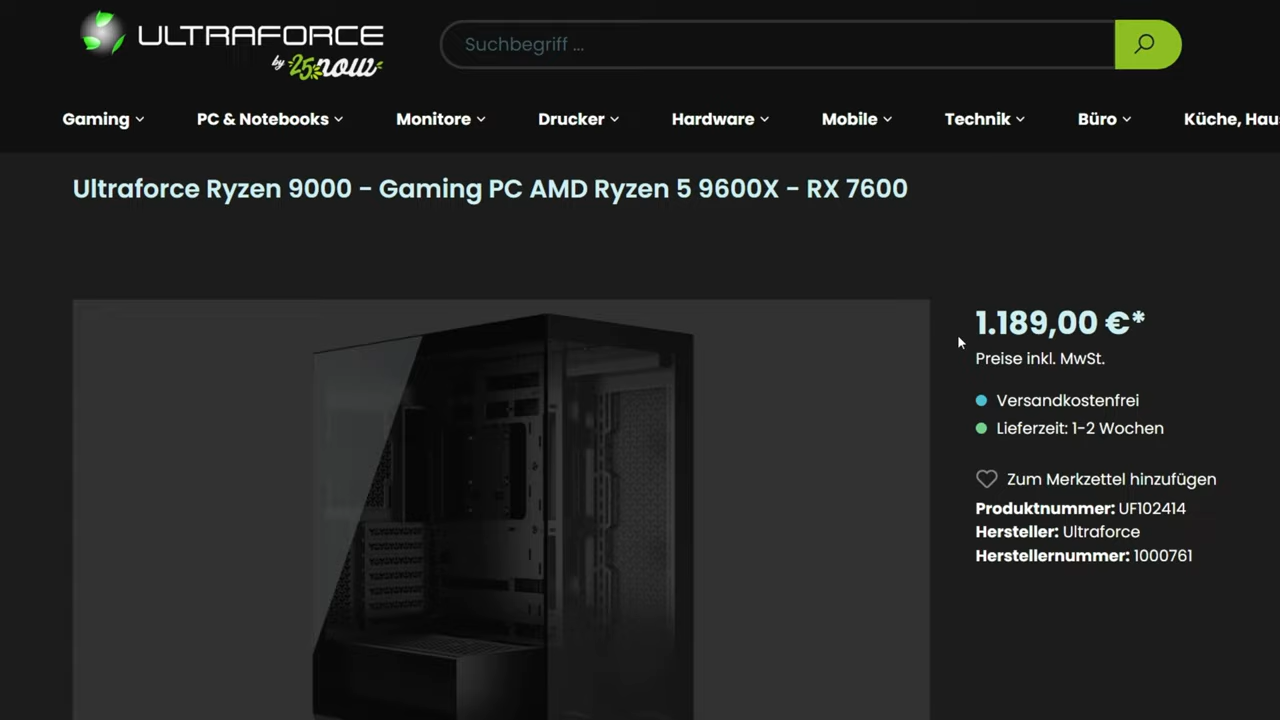 ULTRAFORCE
by 25now
Suchbegriff ...
Gaming PC & Notebooks Monitore Drucker Hardware Mobile Technik Büro Küche, Hau
Ultraforce Ryzen 9000 - Gaming PC AMD Ryzen 5 9600X - RX 7600
1.189,00 €*
Preise inkl. MwSt.
Versandkostenfrei
Lieferzeit: 1-2 Wochen
Zum Merkzettel hinzufügen
Produktnummer: UF102414
Hersteller: Ultraforce
Herstellernummer: 1000761